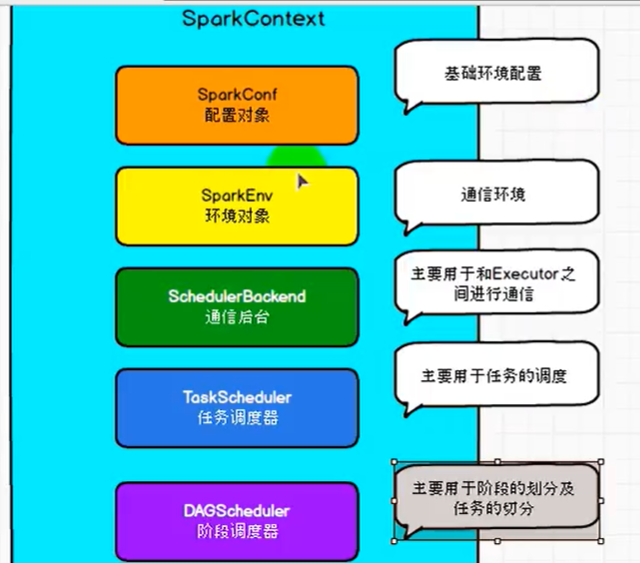 SparkContext
SparkConf
配置对象
基础环境配置
SparkEnv
环境对象
通信环境
SchedulerBackend
通信后台
主要用于和Executor之
间进行通信
TaskScheduler
任务调度器
主要用于任务的调度
DAGScheduler
阶段调度器
主要用于阶段的划分及
任务的切分